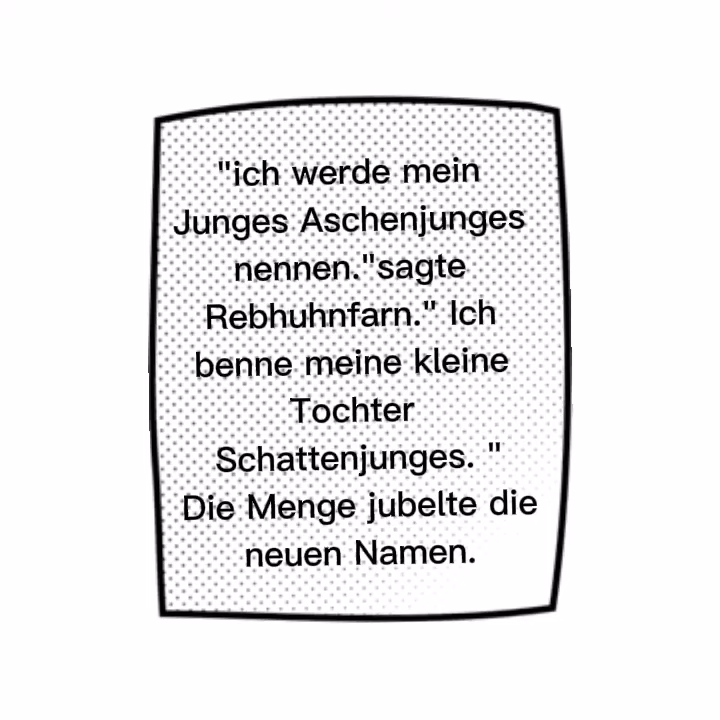 "ich werde mein
Junges Aschenjunges
nennen."sagte
Rebhuhnfarn." Ich
benne meine kleine
Tochter
Schattenjunges. "
Die Menge jubelte die
neuen Namen.